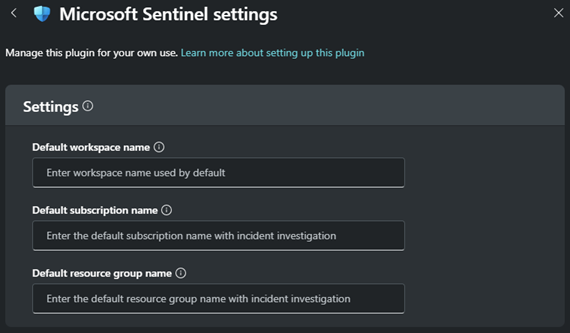 Microsoft Sentinel settings
Manage this plugin for your own use. Learn more about setting up this plugin
Settings
Default workspace name
Enter workspace name used by default
Default subscription name
Enter the default subscription name with incident investigation
Default resource group name
Enter the default resource group name with incident investigation